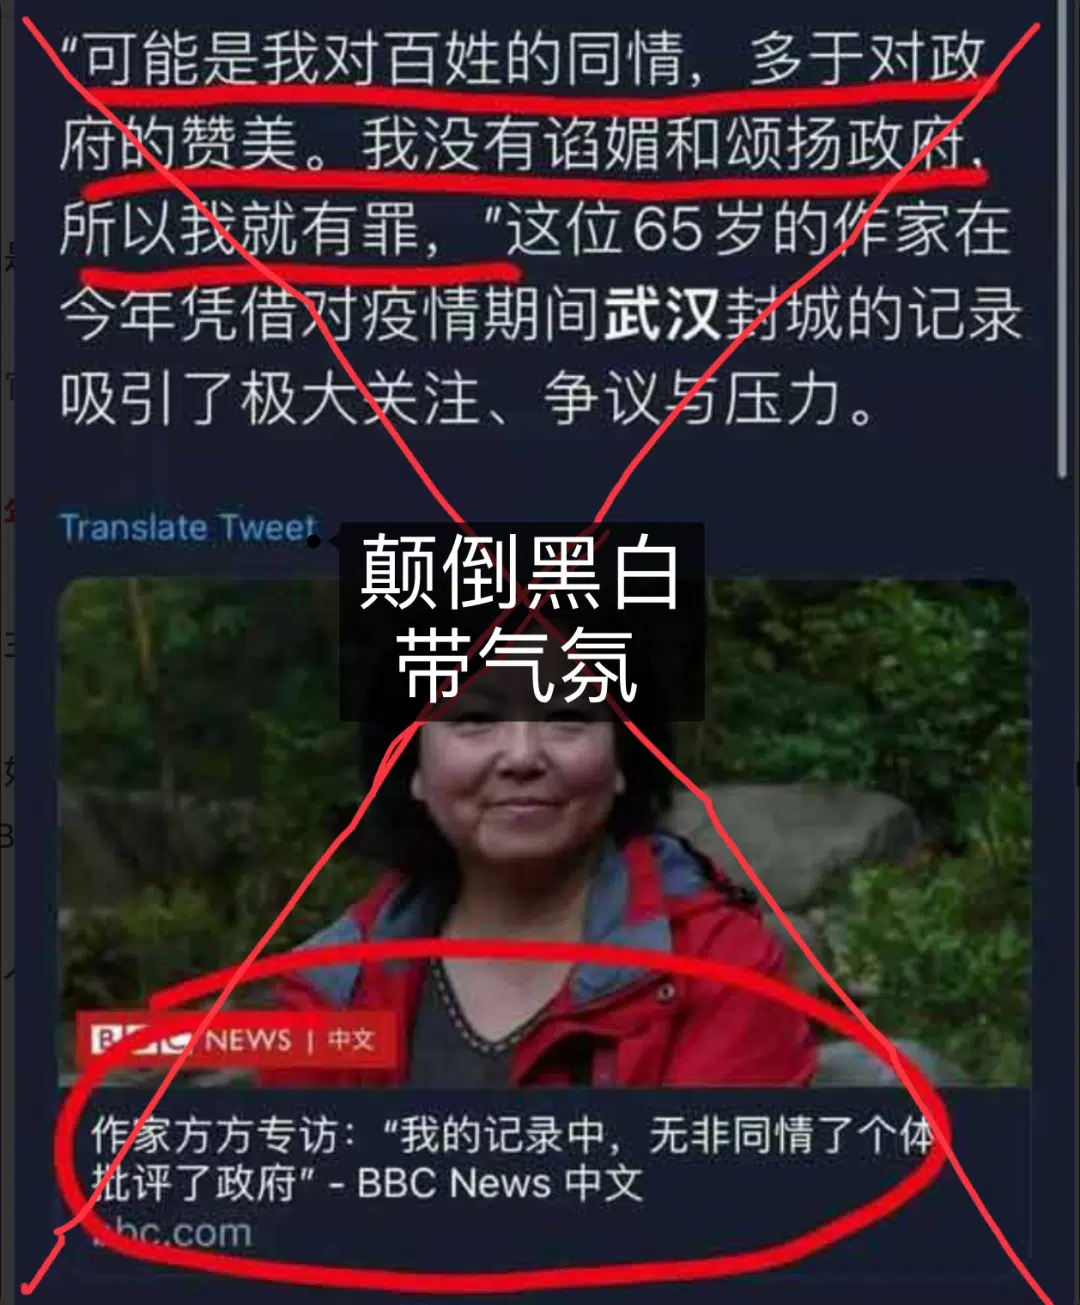 “可能是我对百姓的同情，多于对政
府的赞美。我没有谄媚和颂扬政府，
所以我就有罪，”这位65岁的作家在
今年凭借对疫情期间武汉封城的记录
吸引了极大关注、争议与压力。
Translate Tweet
颠倒黑白
带气氛
BBC NEWS | 中文
作家方方专访：“我的记录中，无非同情了个体
批评了政府” - BBC News 中文
bbc.com